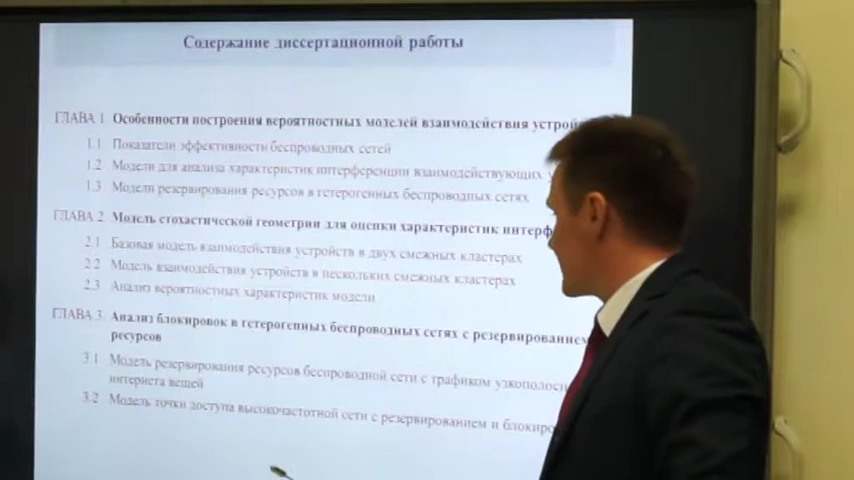 Содержание диссертационной работы
ГЛАВА 1. Особенности построения вероятностных моделей взаимодействия
1.1 Показатели эффективности беспроводных сетей
1.2 Модели для анализа характеристик интерференции взаимодействующих
1.3 Модели резервирования ресурсов в гетерогенных беспроводных сетях
ГЛАВА 2. Модель стохастической геометрии для оценки характеристик
2.1 Базовая модель взаимодействия устройств в двух смежных кластерах
2.2 Модель взаимодействия устройств в нескольких смежных кластерах
2.3 Анализ вероятностных характеристик модели
ГЛАВА 3. Анализ блокировок в гетерогенных беспроводных сетях с резервированием
ресурсов
3.1 Модель резервирования ресурсов беспроводной сети с трафиком
интернета вещей
3.2 Модель точки доступа высокочастотной сети с резервированием и